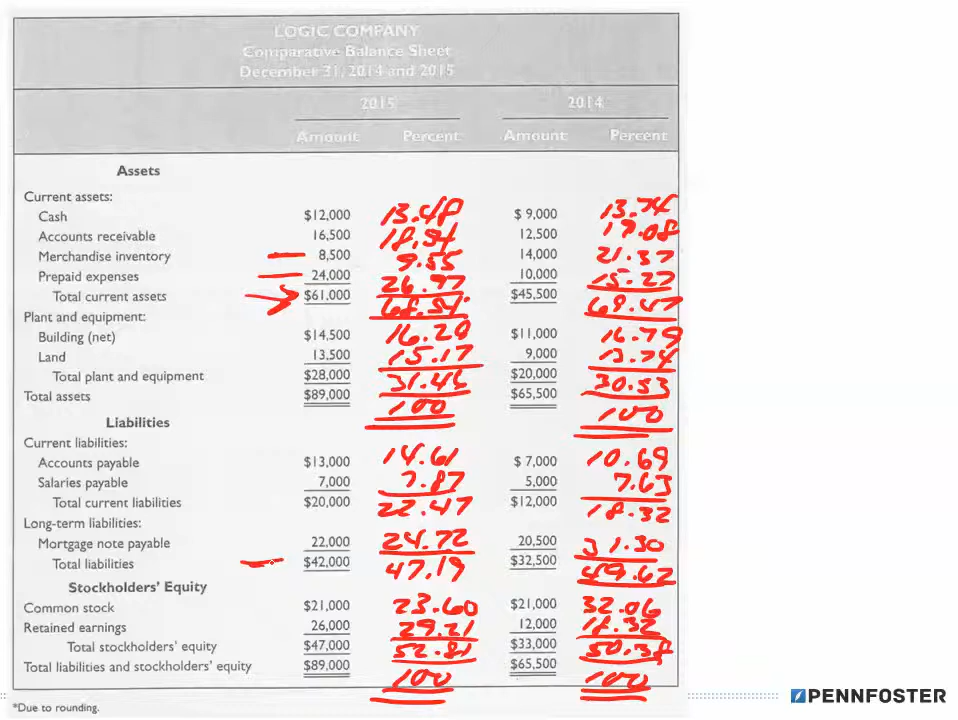 LOGIC COMPANY
Comparative Balance Sheet
December 31, 2014 and 2015
2015 2014
Amount Percent Amount Percent
Assets
Current assets:
Cash $12,000 13.48 $ 9,000 13.74
Accounts receivable 16,500 18.54 12,500 19.08
Merchandise inventory 8,500 9.55 14,000 21.37
Prepaid expenses 24,000 26.97 10,000 15.27
Total current assets $61,000 68.54 $45,500 69.47
Plant and equipment:
Building (net) $14,500 16.29 $11,000 16.79
Land 13,500 15.17 9,000 13.74
Total plant and equipment $28,000 31.46 $20,000 30.53
Total assets $89,000 100 $65,500 100
Liabilities
Current liabilities:
Accounts payable $13,000 14.61 $ 7,000 10.69
Salaries payable 7,000 7.87 5,000 7.63
Total current liabilities $20,000 22.47 $12,000 18.32
Long-term liabilities:
Mortgage note payable 22,000 24.72 20,500 31.30
Total liabilities $42,000 47.19 $32,500 49.62
Stockholders' Equity
Common stock $21,000 23.60 $21,000 32.06
Retained earnings 26,000 29.21 12,000 18.32
Total stockholders' equity $47,000 52.81 $33,000 50.38
Total liabilities and stockholders' equity $89,000 100 $65,500 100
*Due to rounding.
PENNFOSTER